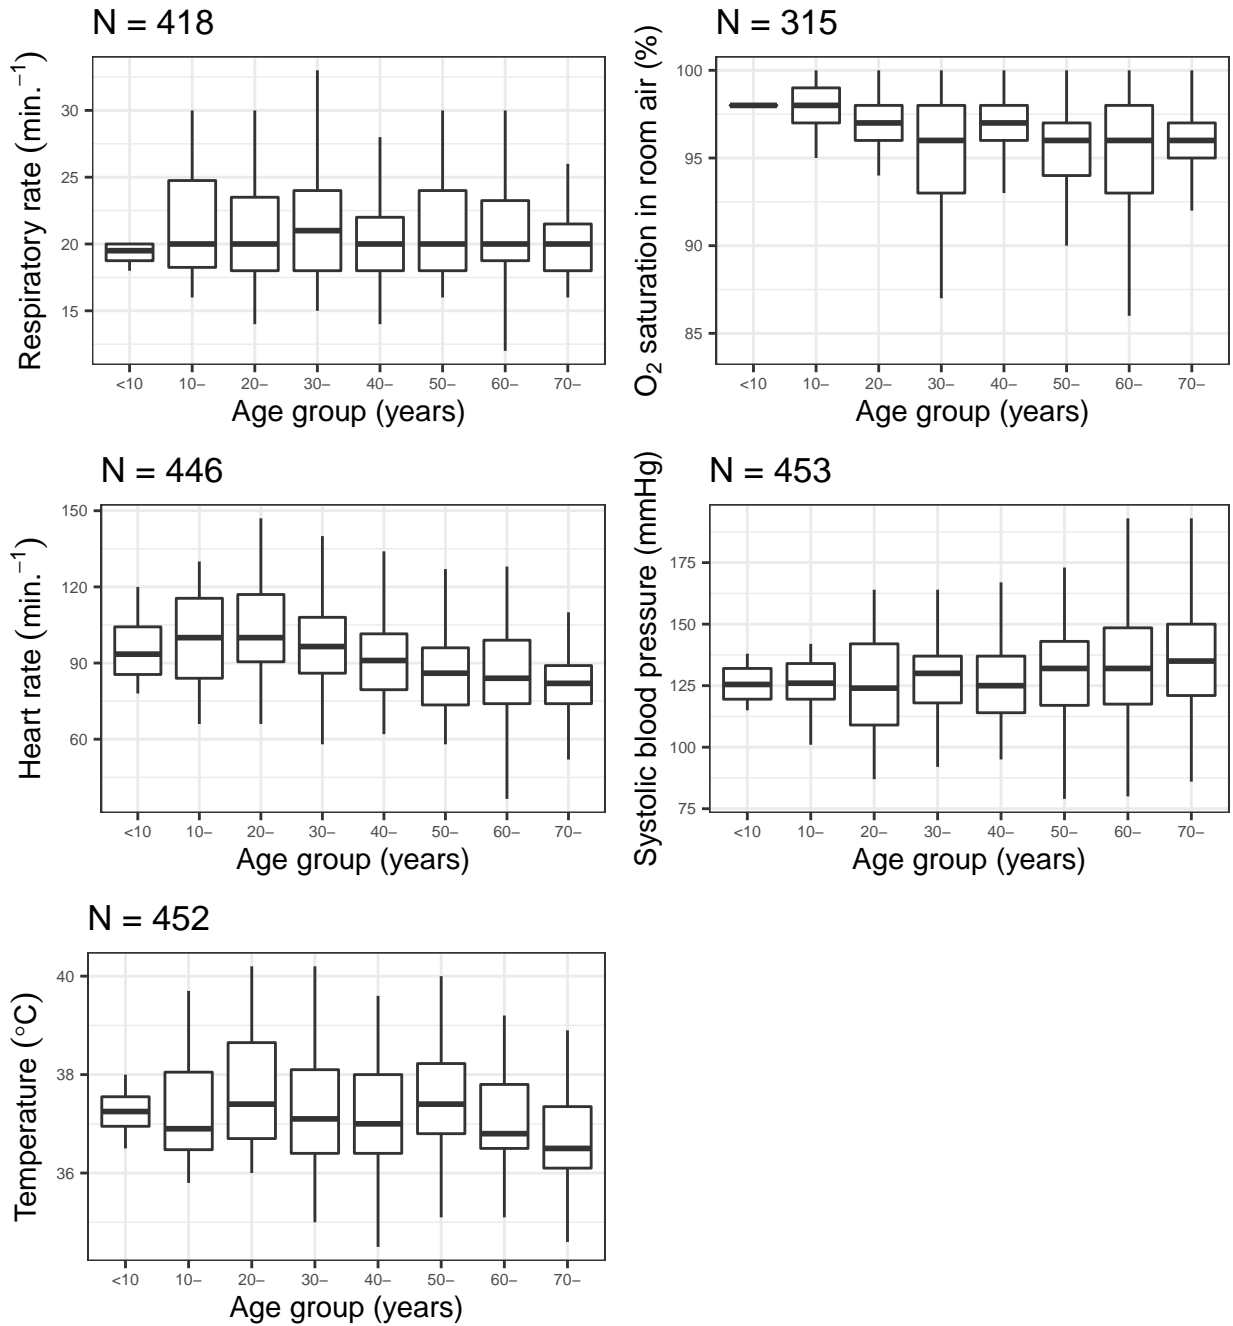 N = 418
Respiratory rate (min.⁻¹)
30
25
20
15
<10 10– 20– 30– 40– 50– 60– 70–
Age group (years)
N = 315
O₂ saturation in room air (%)
100
95
90
85
<10 10– 20– 30– 40– 50– 60– 70–
Age group (years)
N = 446
Heart rate (min.⁻¹)
150
120
90
60
<10 10– 20– 30– 40– 50– 60– 70–
Age group (years)
N = 453
Systolic blood pressure (mmHg)
175
150
125
100
75
<10 10– 20– 30– 40– 50– 60– 70–
Age group (years)
N = 452
Temperature (°C)
40
38
36
<10 10– 20– 30– 40– 50– 60– 70–
Age group (years)